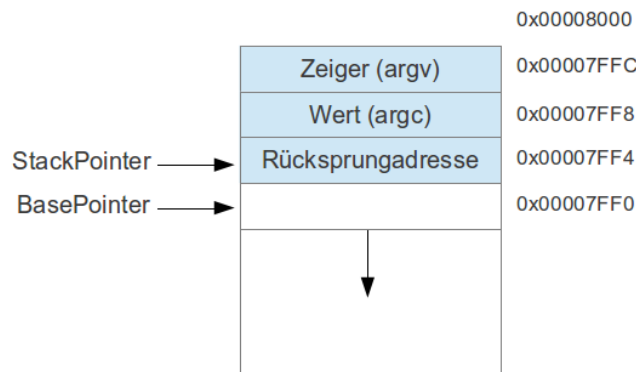 0x00008000
Zeiger (argv)
0x00007FFC
Wert (argc)
0x00007FF8
StackPointer
Rücksprungadresse
0x00007FF4
BasePointer
0x00007FF0